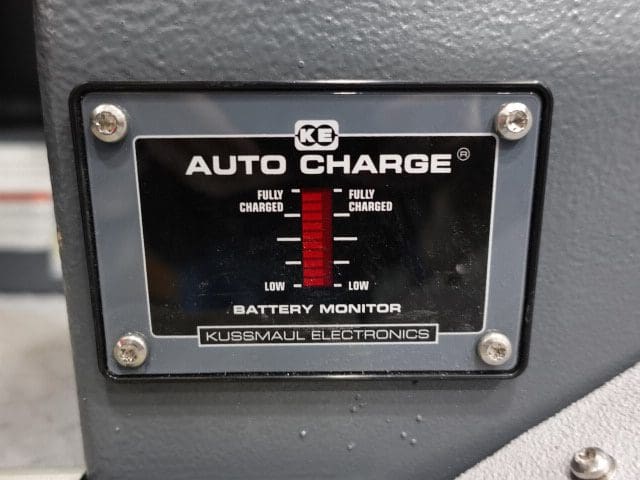 KE
AUTO CHARGE®
FULLY CHARGED
FULLY CHARGED
LOW
LOW
BATTERY MONITOR
KUSSMAUL ELECTRONICS